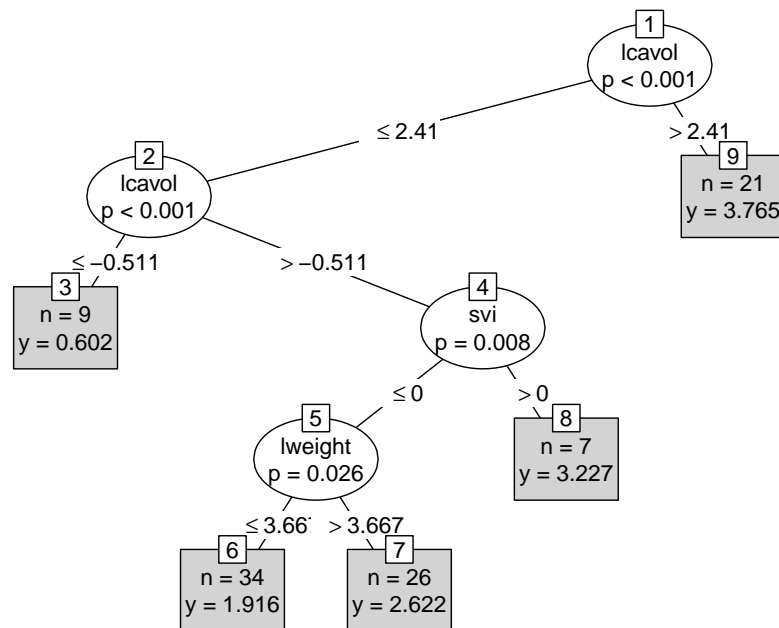 1
lcavol
p < 0.001
≤ 2.41
> 2.41
2
lcavol
p < 0.001
9
n = 21
y = 3.765
≤ −0.511
> −0.511
3
n = 9
y = 0.602
4
svi
p = 0.008
≤ 0
> 0
5
lweight
p = 0.026
8
n = 7
y = 3.227
≤ 3.667
> 3.667
6
n = 34
y = 1.916
7
n = 26
y = 2.622